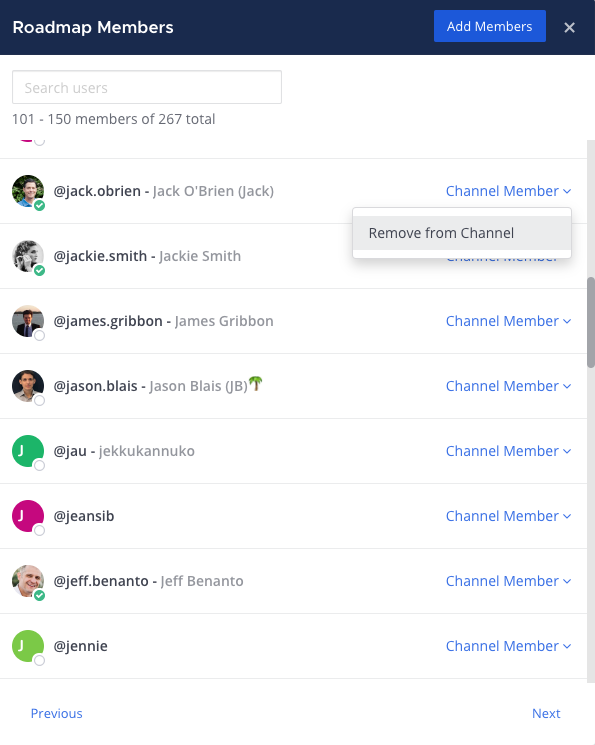 Roadmap Members
Add Members
×
Search users
101 - 150 members of 267 total
@jack.obrien - Jack O'Brien (Jack)
Channel Member
Remove from Channel
@jackie.smith - Jackie Smith
Channel Member
@james.gribbon - James Gribbon
Channel Member
@jason.blais - Jason Blais (JB)🌴
Channel Member
J
@jau - jekkukannuko
Channel Member
J
@jeansib
Channel Member
@jeff.benanto - Jeff Benanto
Channel Member
J
@jennie
Channel Member
Previous
Next